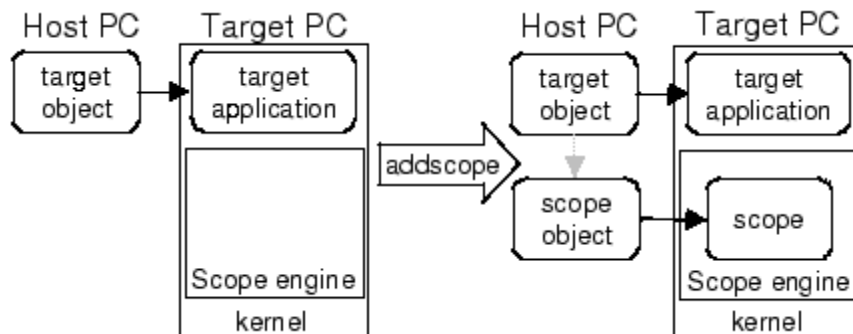 Host PC
Target PC
target
object
target
application
Scope engine
kernel
addscope
Host PC
Target PC
target
object
target
application
scope
object
scope
Scope engine
kernel